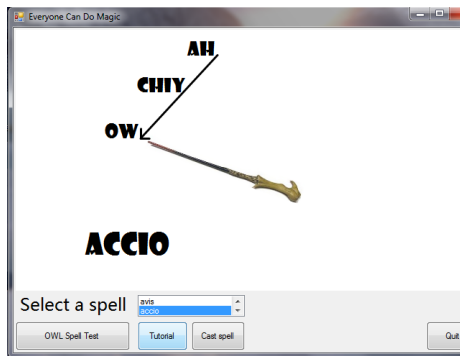 Everyone Can Do Magic
AH
CHIY
OW
ACCIO
Select a spell
avis
accio
OWL Spell Test
Tutorial
Cast spell
Quit